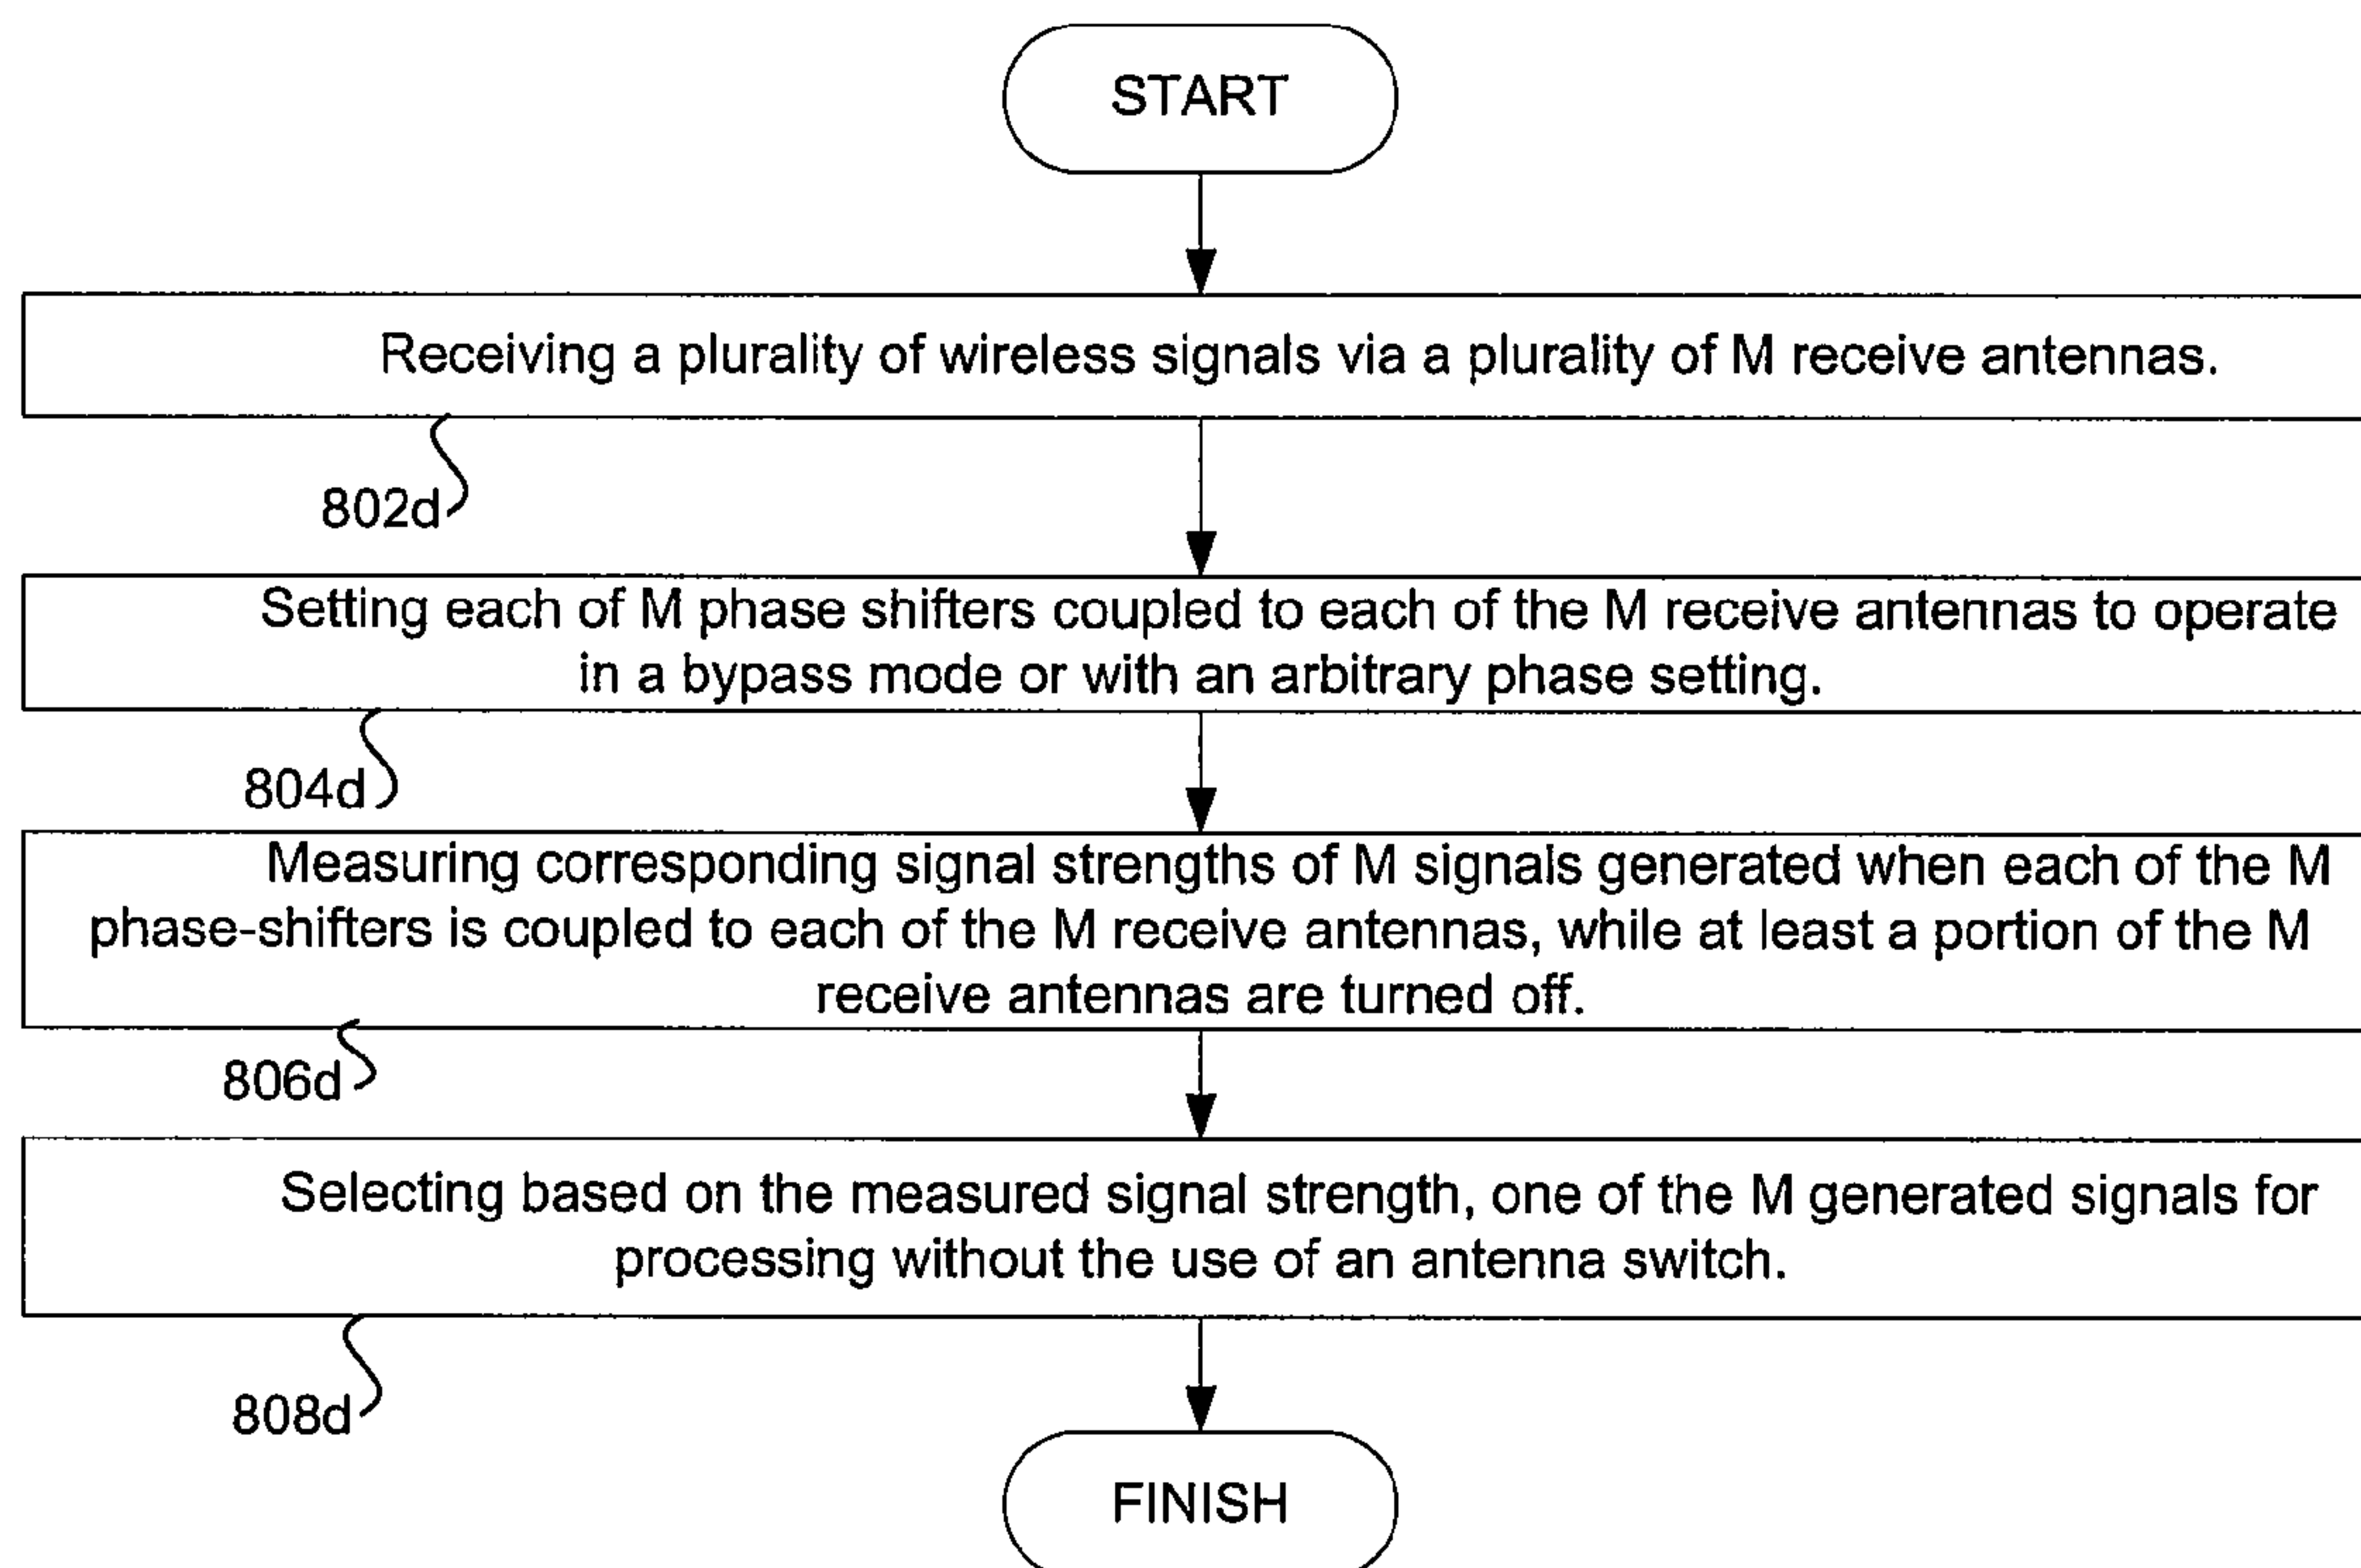 START
Receiving a plurality of wireless signals via a plurality of M receive antennas.
802d
Setting each of M phase shifters coupled to each of the M receive antennas to operate
in a bypass mode or with an arbitrary phase setting.
804d
Measuring corresponding signal strengths of M signals generated when each of the M
phase-shifters is coupled to each of the M receive antennas, while at least a portion of the M
receive antennas are turned off.
806d
Selecting based on the measured signal strength, one of the M generated signals for
processing without the use of an antenna switch.
808d
FINISH